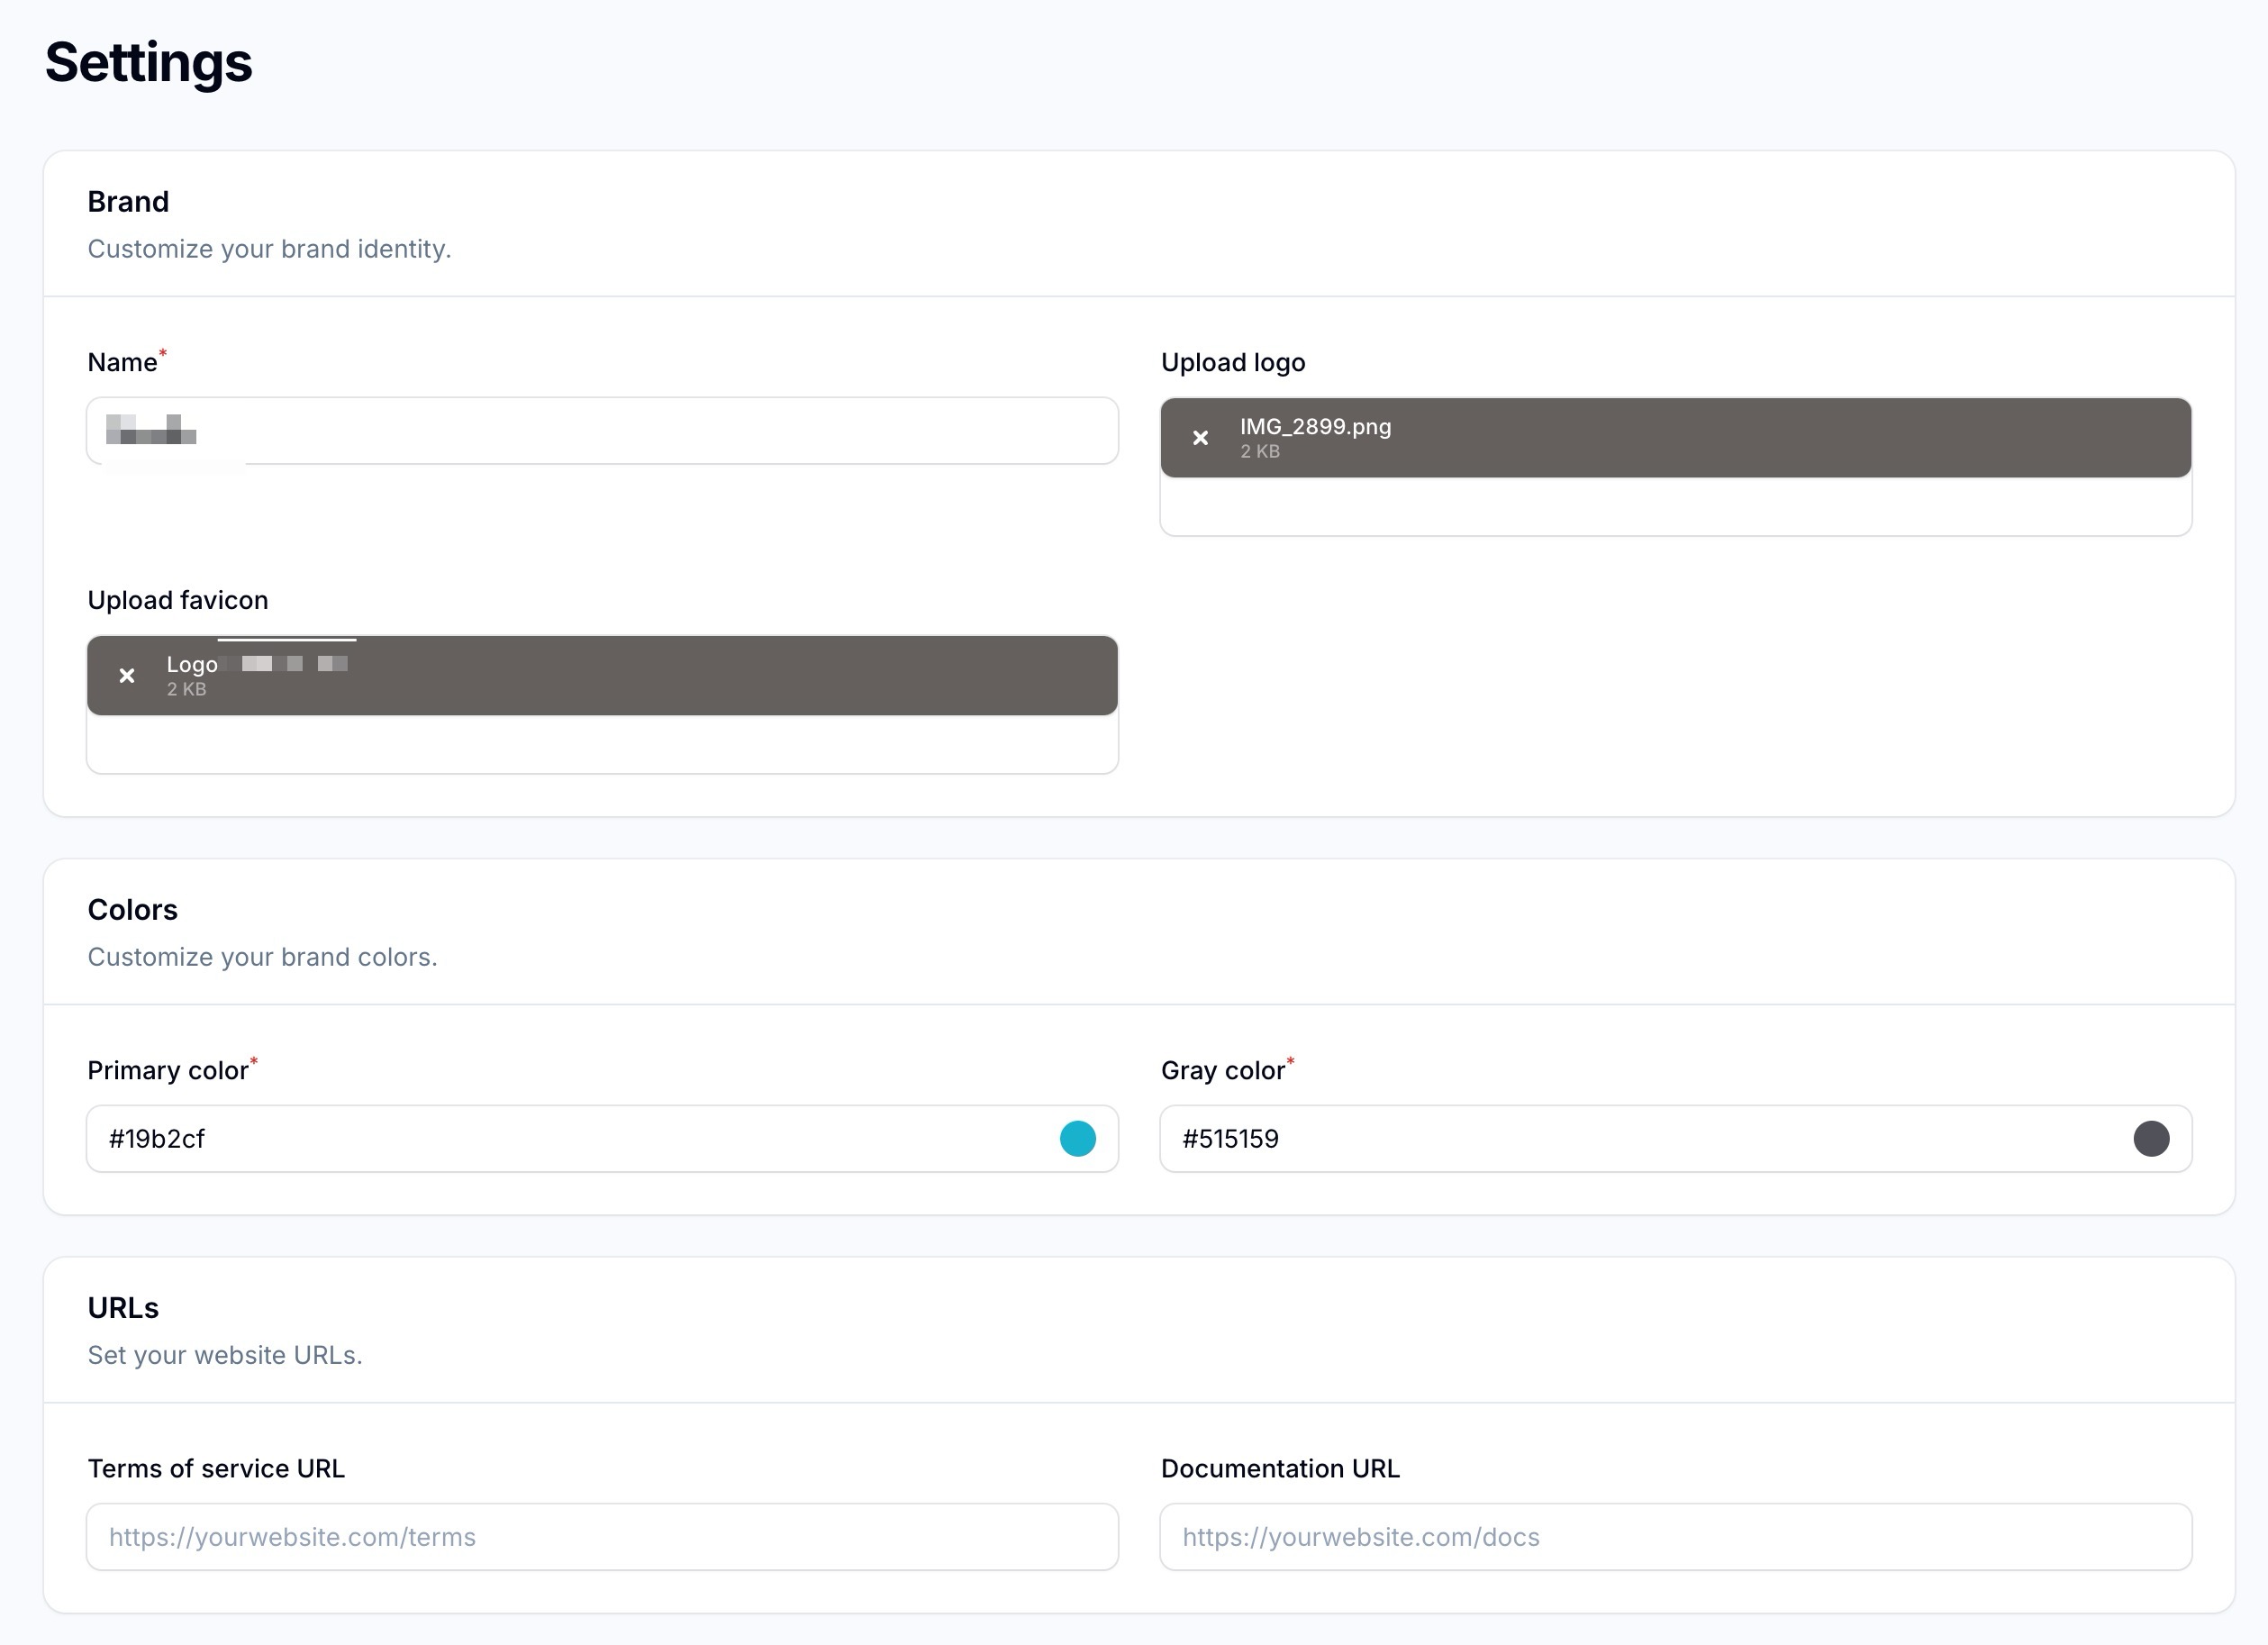 Settings
Brand
Customize your brand identity.
Name*
Upload logo
IMG_2899.png
2 KB
Upload favicon
Logo
2 KB
Colors
Customize your brand colors.
Primary color*
Gray color*
#19b2cf
#515159
URLs
Set your website URLs.
Terms of service URL
Documentation URL
https://yourwebsite.com/terms
https://yourwebsite.com/docs